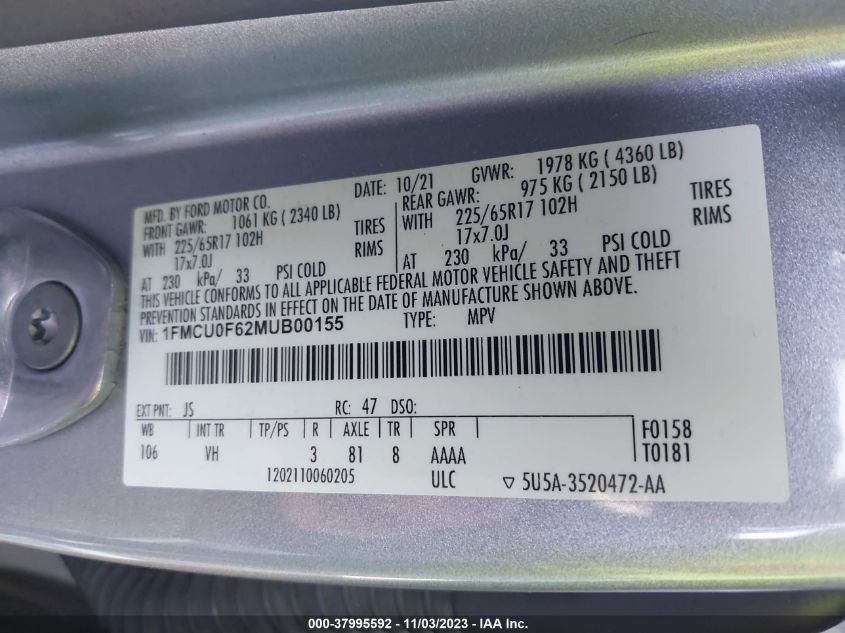 MFD. BY FORD MOTOR CO. DATE: 10/21 GVWR: 1978 KG ( 4360 LB)
FRONT GAWR: 1061 KG ( 2340 LB) REAR GAWR: 975 KG ( 2150 LB)
WITH 225/65R17 102H TIRES WITH 225/65R17 102H TIRES
17x7.0J RIMS 17x7.0J RIMS
AT 230 kPa/ 33 PSI COLD AT 230 kPa/ 33 PSI COLD
THIS VEHICLE CONFORMS TO ALL APPLICABLE FEDERAL MOTOR VEHICLE SAFETY AND THEFT
PREVENTION STANDARDS IN EFFECT ON THE DATE OF MANUFACTURE SHOWN ABOVE.
VIN: 1FMCU0F62MUB00155 TYPE: MPV
EXT PNT: JS RC: 47 DSO:
WB INT TR TP/PS R AXLE TR SPR F0158
106 VH 3 81 8 AAAA T0181
1202110060205 ULC ▽ 5U5A-3520472-AA
000-37995592 - 11/03/2023 - IAA Inc.